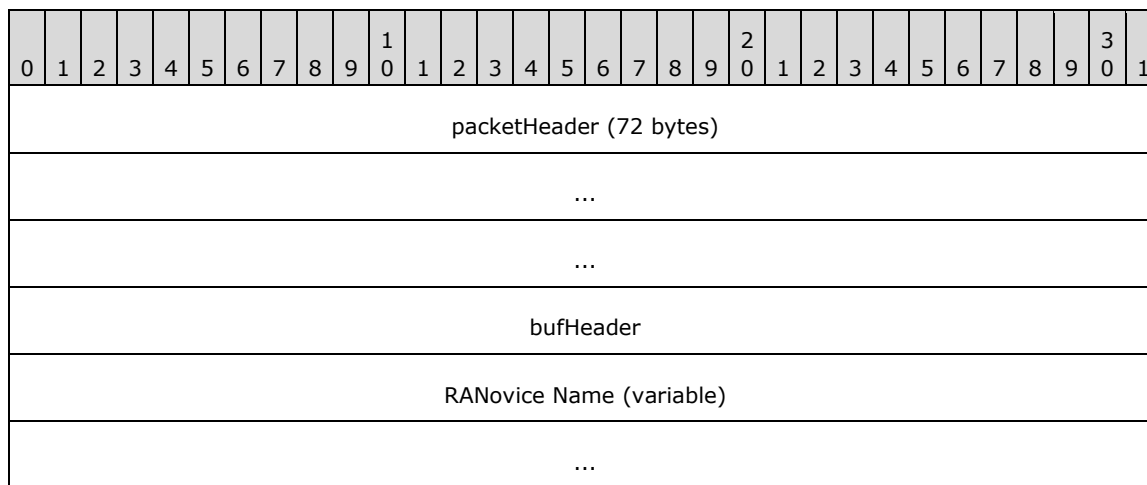 1 2 3
0 1 2 3 4 5 6 7 8 9 0 1 2 3 4 5 6 7 8 9 0 1 2 3 4 5 6 7 8 9 0 1
packetHeader (72 bytes)
...
...
bufHeader
RANovice Name (variable)
...